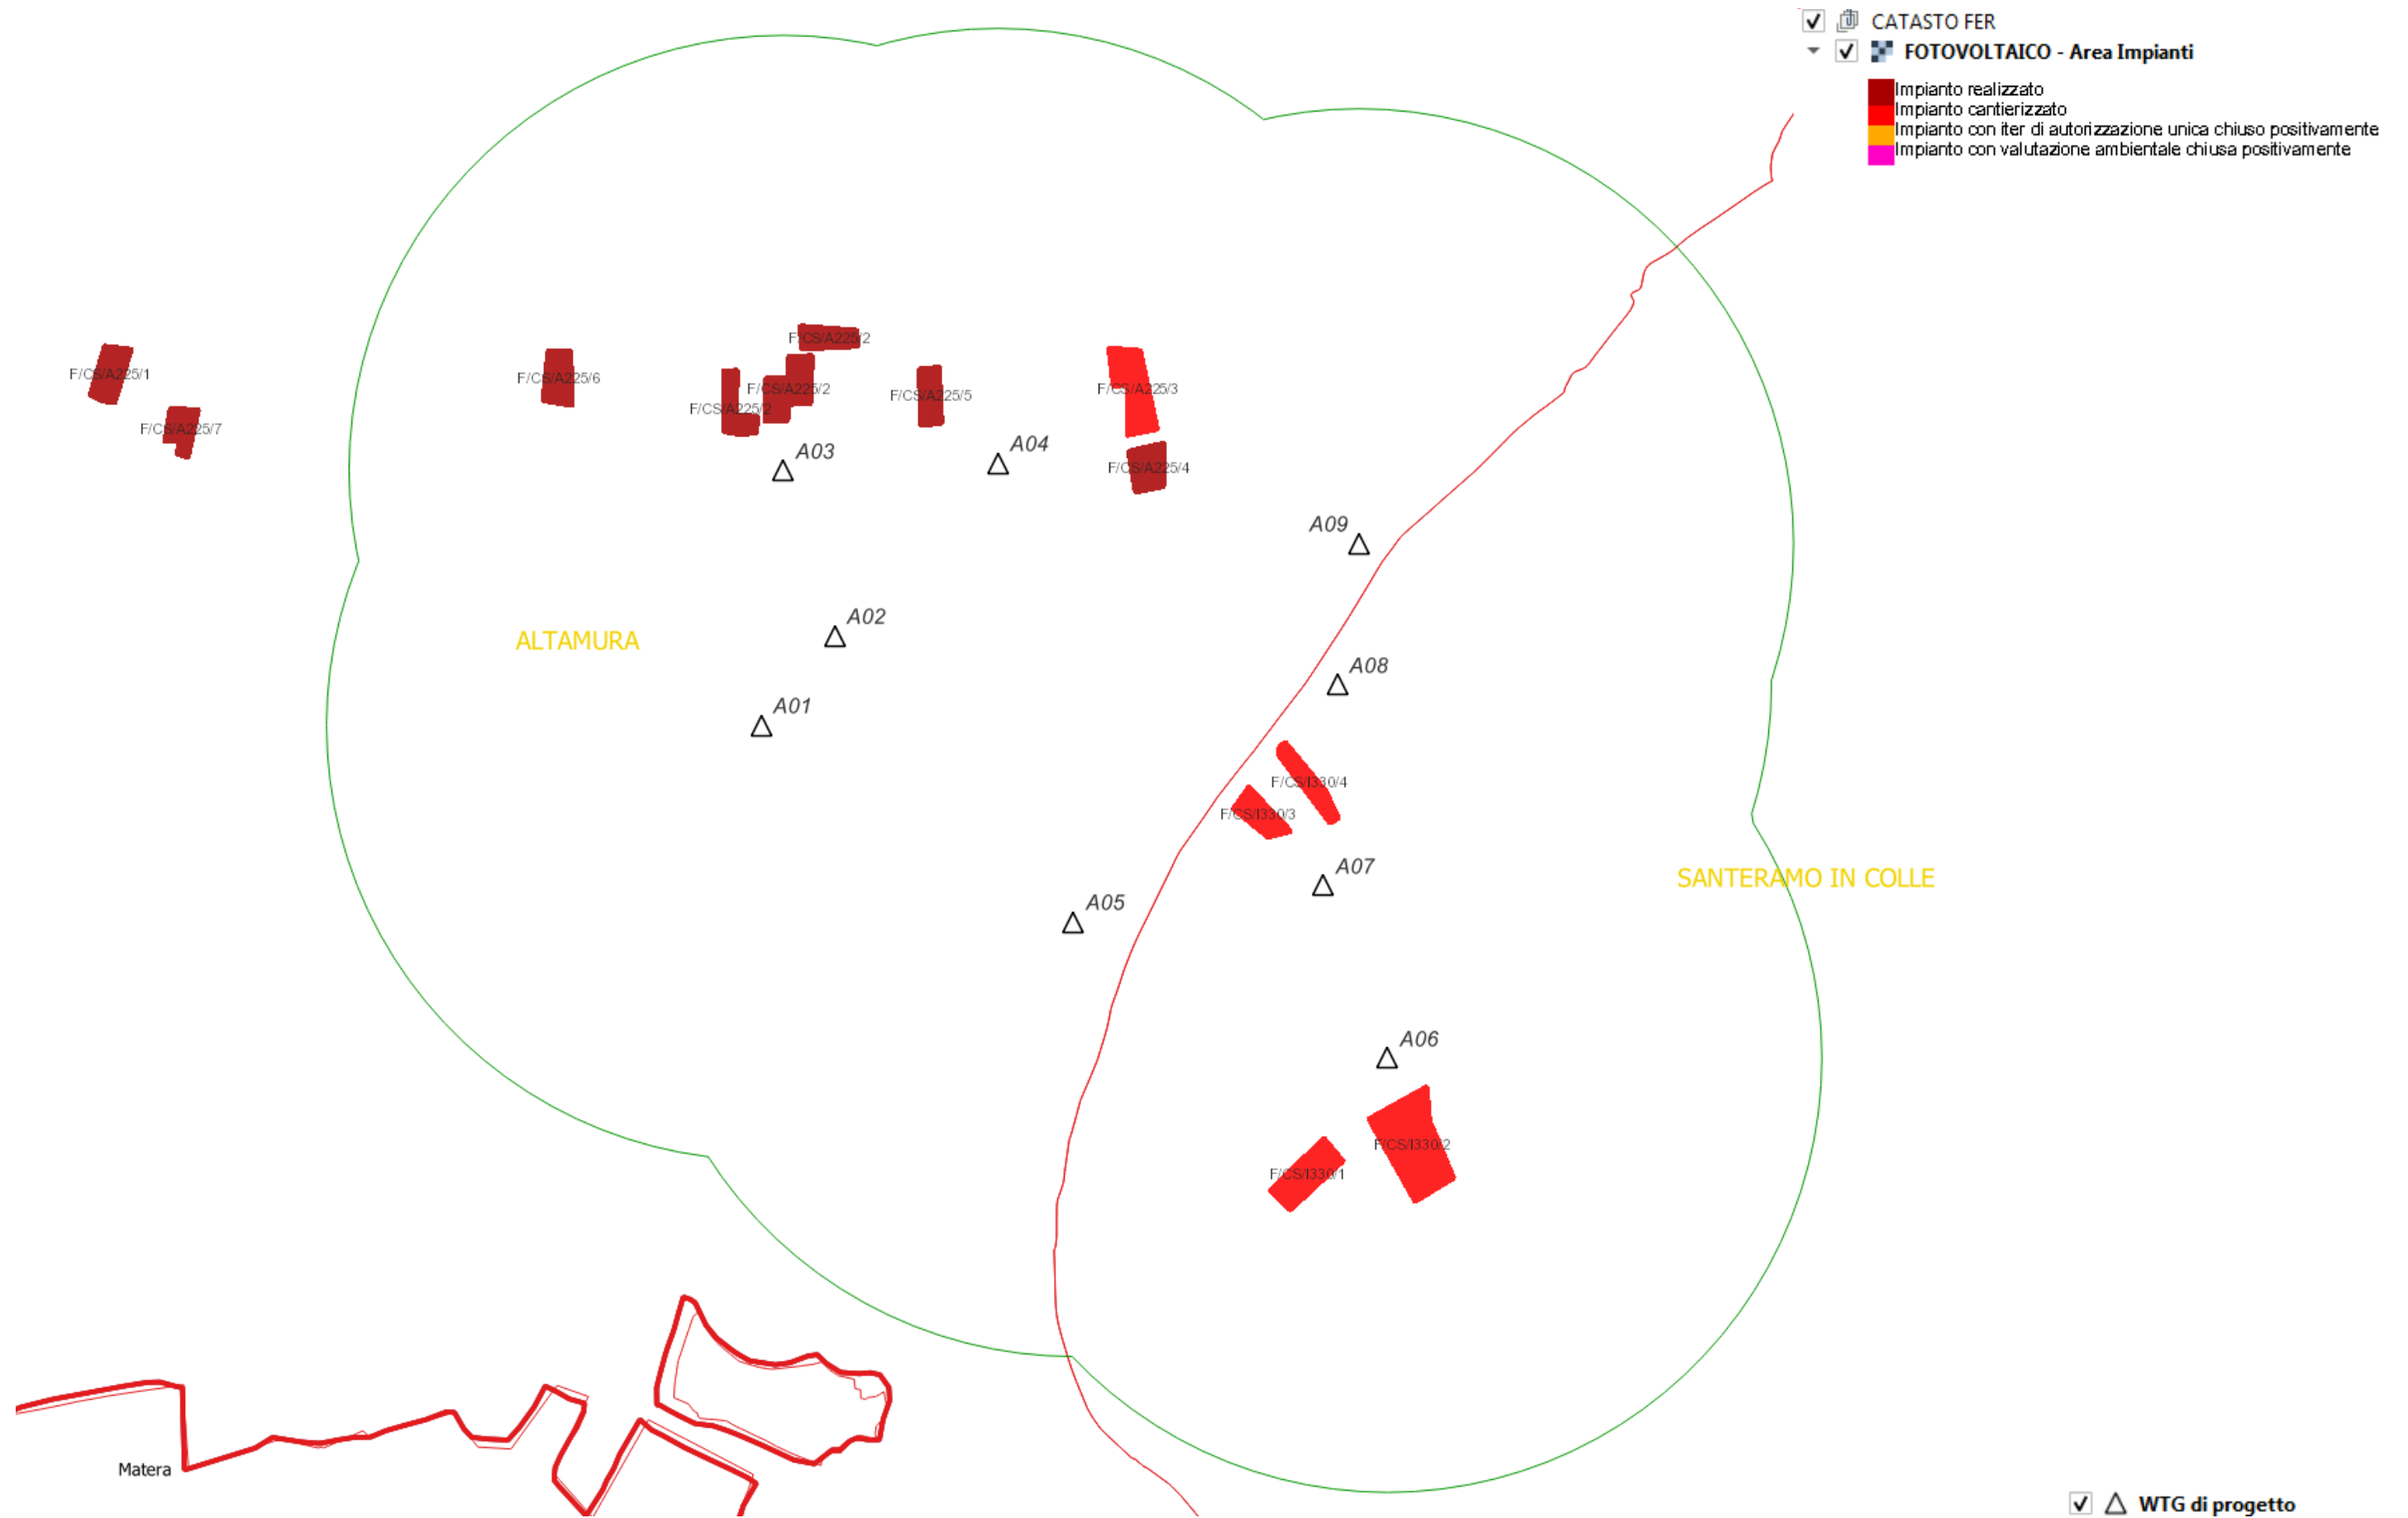 CATASTO FER
FOTOVOLTAICO - Area Impianti
Impianto realizzato
Impianto cantierizzato
Impianto con iter di autorizzazione unica chiuso positivamente
Impianto con valutazione ambientale chiusa positivamente
F/CS/A225/2
F/CS/A225/1
F/CS/A225/6
F/CS/A225/2
F/CS/A225/5
F/CS/A225/3
F/CS/A225/2
F/CS/A225/7
A03
A04
F/CS/A225/4
A09
A02
ALTAMURA
A08
A01
F/CS/I330/4
F/CS/I330/3
A07
SANTERAMO IN COLLE
A05
A06
F/CS/I330/2
F/CS/I330/1
Matera
WTG di progetto